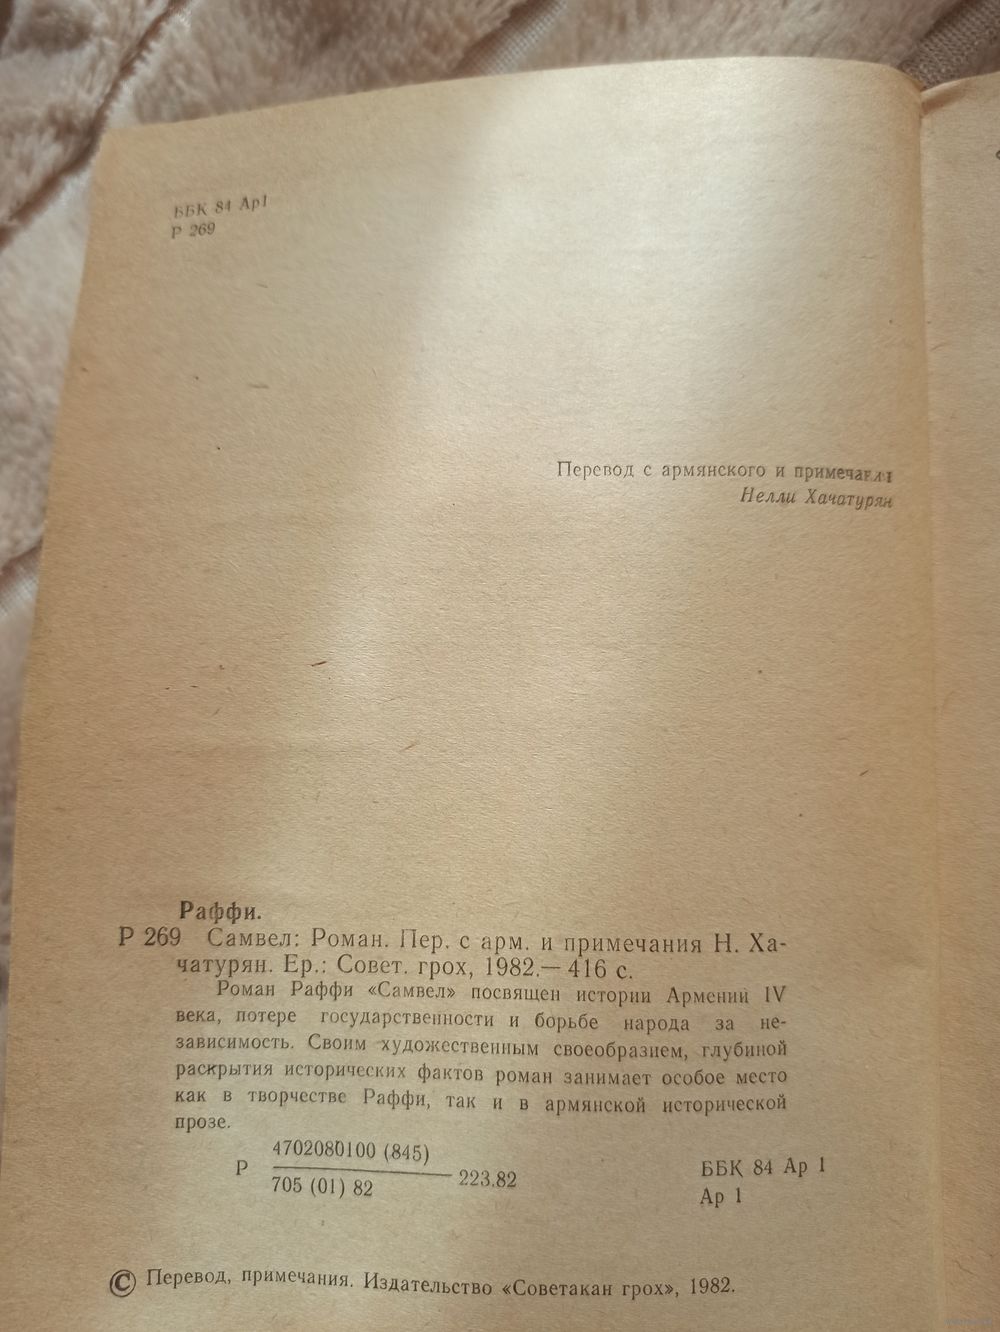 ББК 84 Ар1
Р 269
Перевод с армянского и примечания
Нелли Хачатурян
Раффи.
Р 269 Самвел: Роман. Пер. с арм. и примечания Н. Ха-
чатурян. Ер.: Совет. грох, 1982.— 416 с.
Роман Раффи «Самвел» посвящен истории Армении IV
века, потере государственности и борьбе народа за не-
зависимость. Своим художественным своеобразием, глубиной
раскрытия исторических фактов роман занимает особое место
как в творчестве Раффи, так и в армянской исторической
прозе.
4702080100 (845)
Р 223.82
705 (01) 82
ББК 84 Ар 1
Ар 1
© Перевод, примечания. Издательство «Советакан грох», 1982.